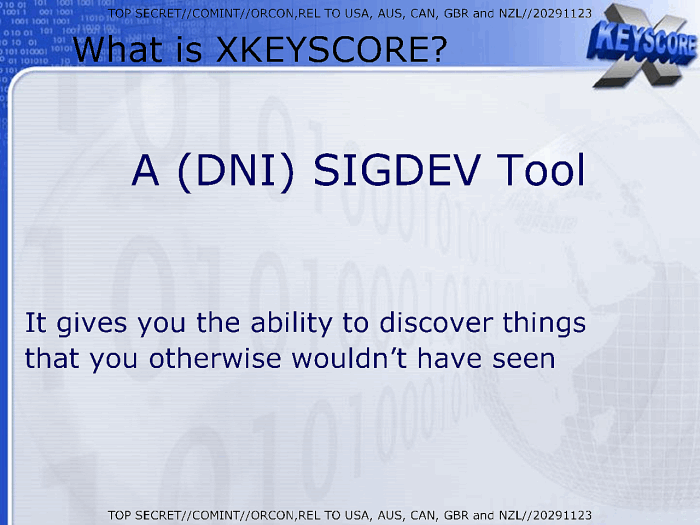 TOP SECRET//COMINT//ORCON,REL TO USA, AUS, CAN, GBR and NZL//20291123
What is XKEYSCORE?
X KEYSCORE
A (DNI) SIGDEV Tool
It gives you the ability to discover things
that you otherwise wouldn't have seen
TOP SECRET//COMINT//ORCON,REL TO USA, AUS, CAN, GBR and NZL//20291123